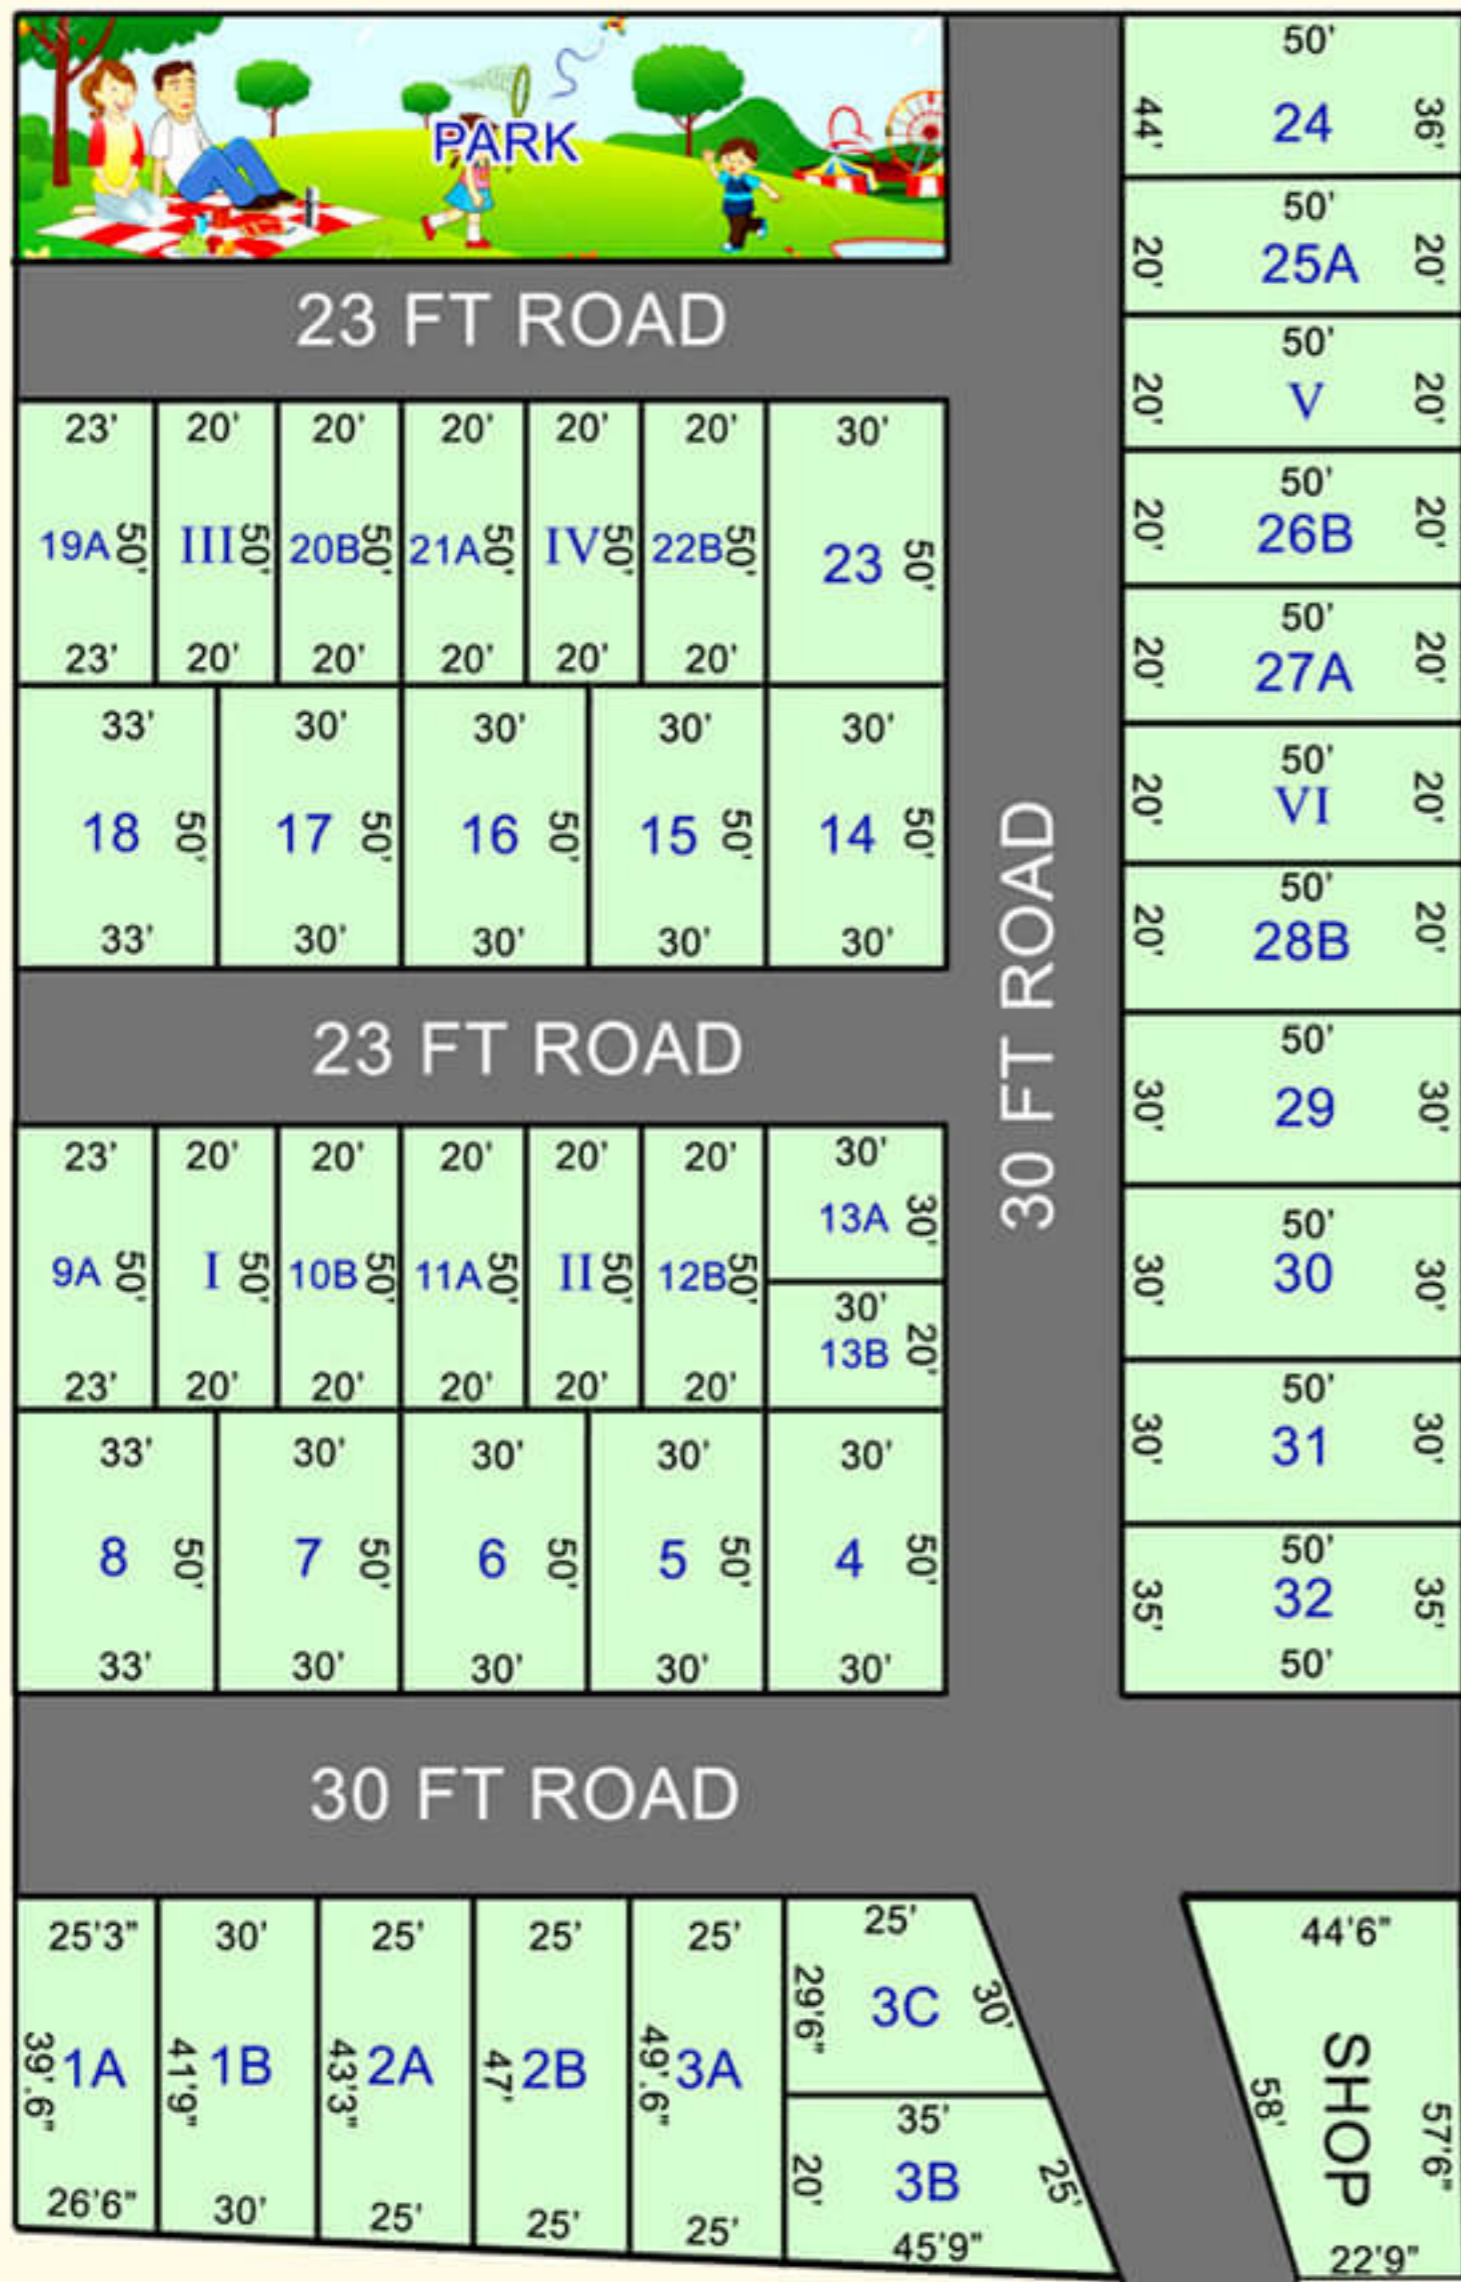 PARK
50'
44' 24 36'
50'
20' 25A 20'
50'
20' V 20'
50'
20' 26B 20'
50'
20' 27A 20'
50'
20' VI 20'
50'
20' 28B 20'
50'
30' 29 30'
50'
30' 30 30'
50'
30' 31 30'
50'
35' 32 35'
50'
23 FT ROAD
23' 20' 20' 20' 20' 20' 30'
19A 50' III 50' 20B 50' 21A 50' IV 50' 22B 50' 23 50'
23' 20' 20' 20' 20' 20'
33' 30' 30' 30' 30'
18 50' 17 50' 16 50' 15 50' 14 50'
33' 30' 30' 30' 30'
23 FT ROAD
30 FT ROAD
23' 20' 20' 20' 20' 20' 30'
13A 30'
9A 50' I 50' 10B 50' 11A 50' II 50' 12B 50'
30'
13B 20'
23' 20' 20' 20' 20' 20'
33' 30' 30' 30' 30'
8 50' 7 50' 6 50' 5 50' 4 50'
33' 30' 30' 30' 30'
30 FT ROAD
25'3" 30' 25' 25' 25' 25'
29'6" 3C 30'
39'.6" 1A 41'9" 1B 43'3" 2A 47' 2B 49'.6" 3A
35'
20' 3B 25'
26'6" 30' 25' 25' 25' 45'9"
44'6"
58' SHOP 57'6"
22'9"